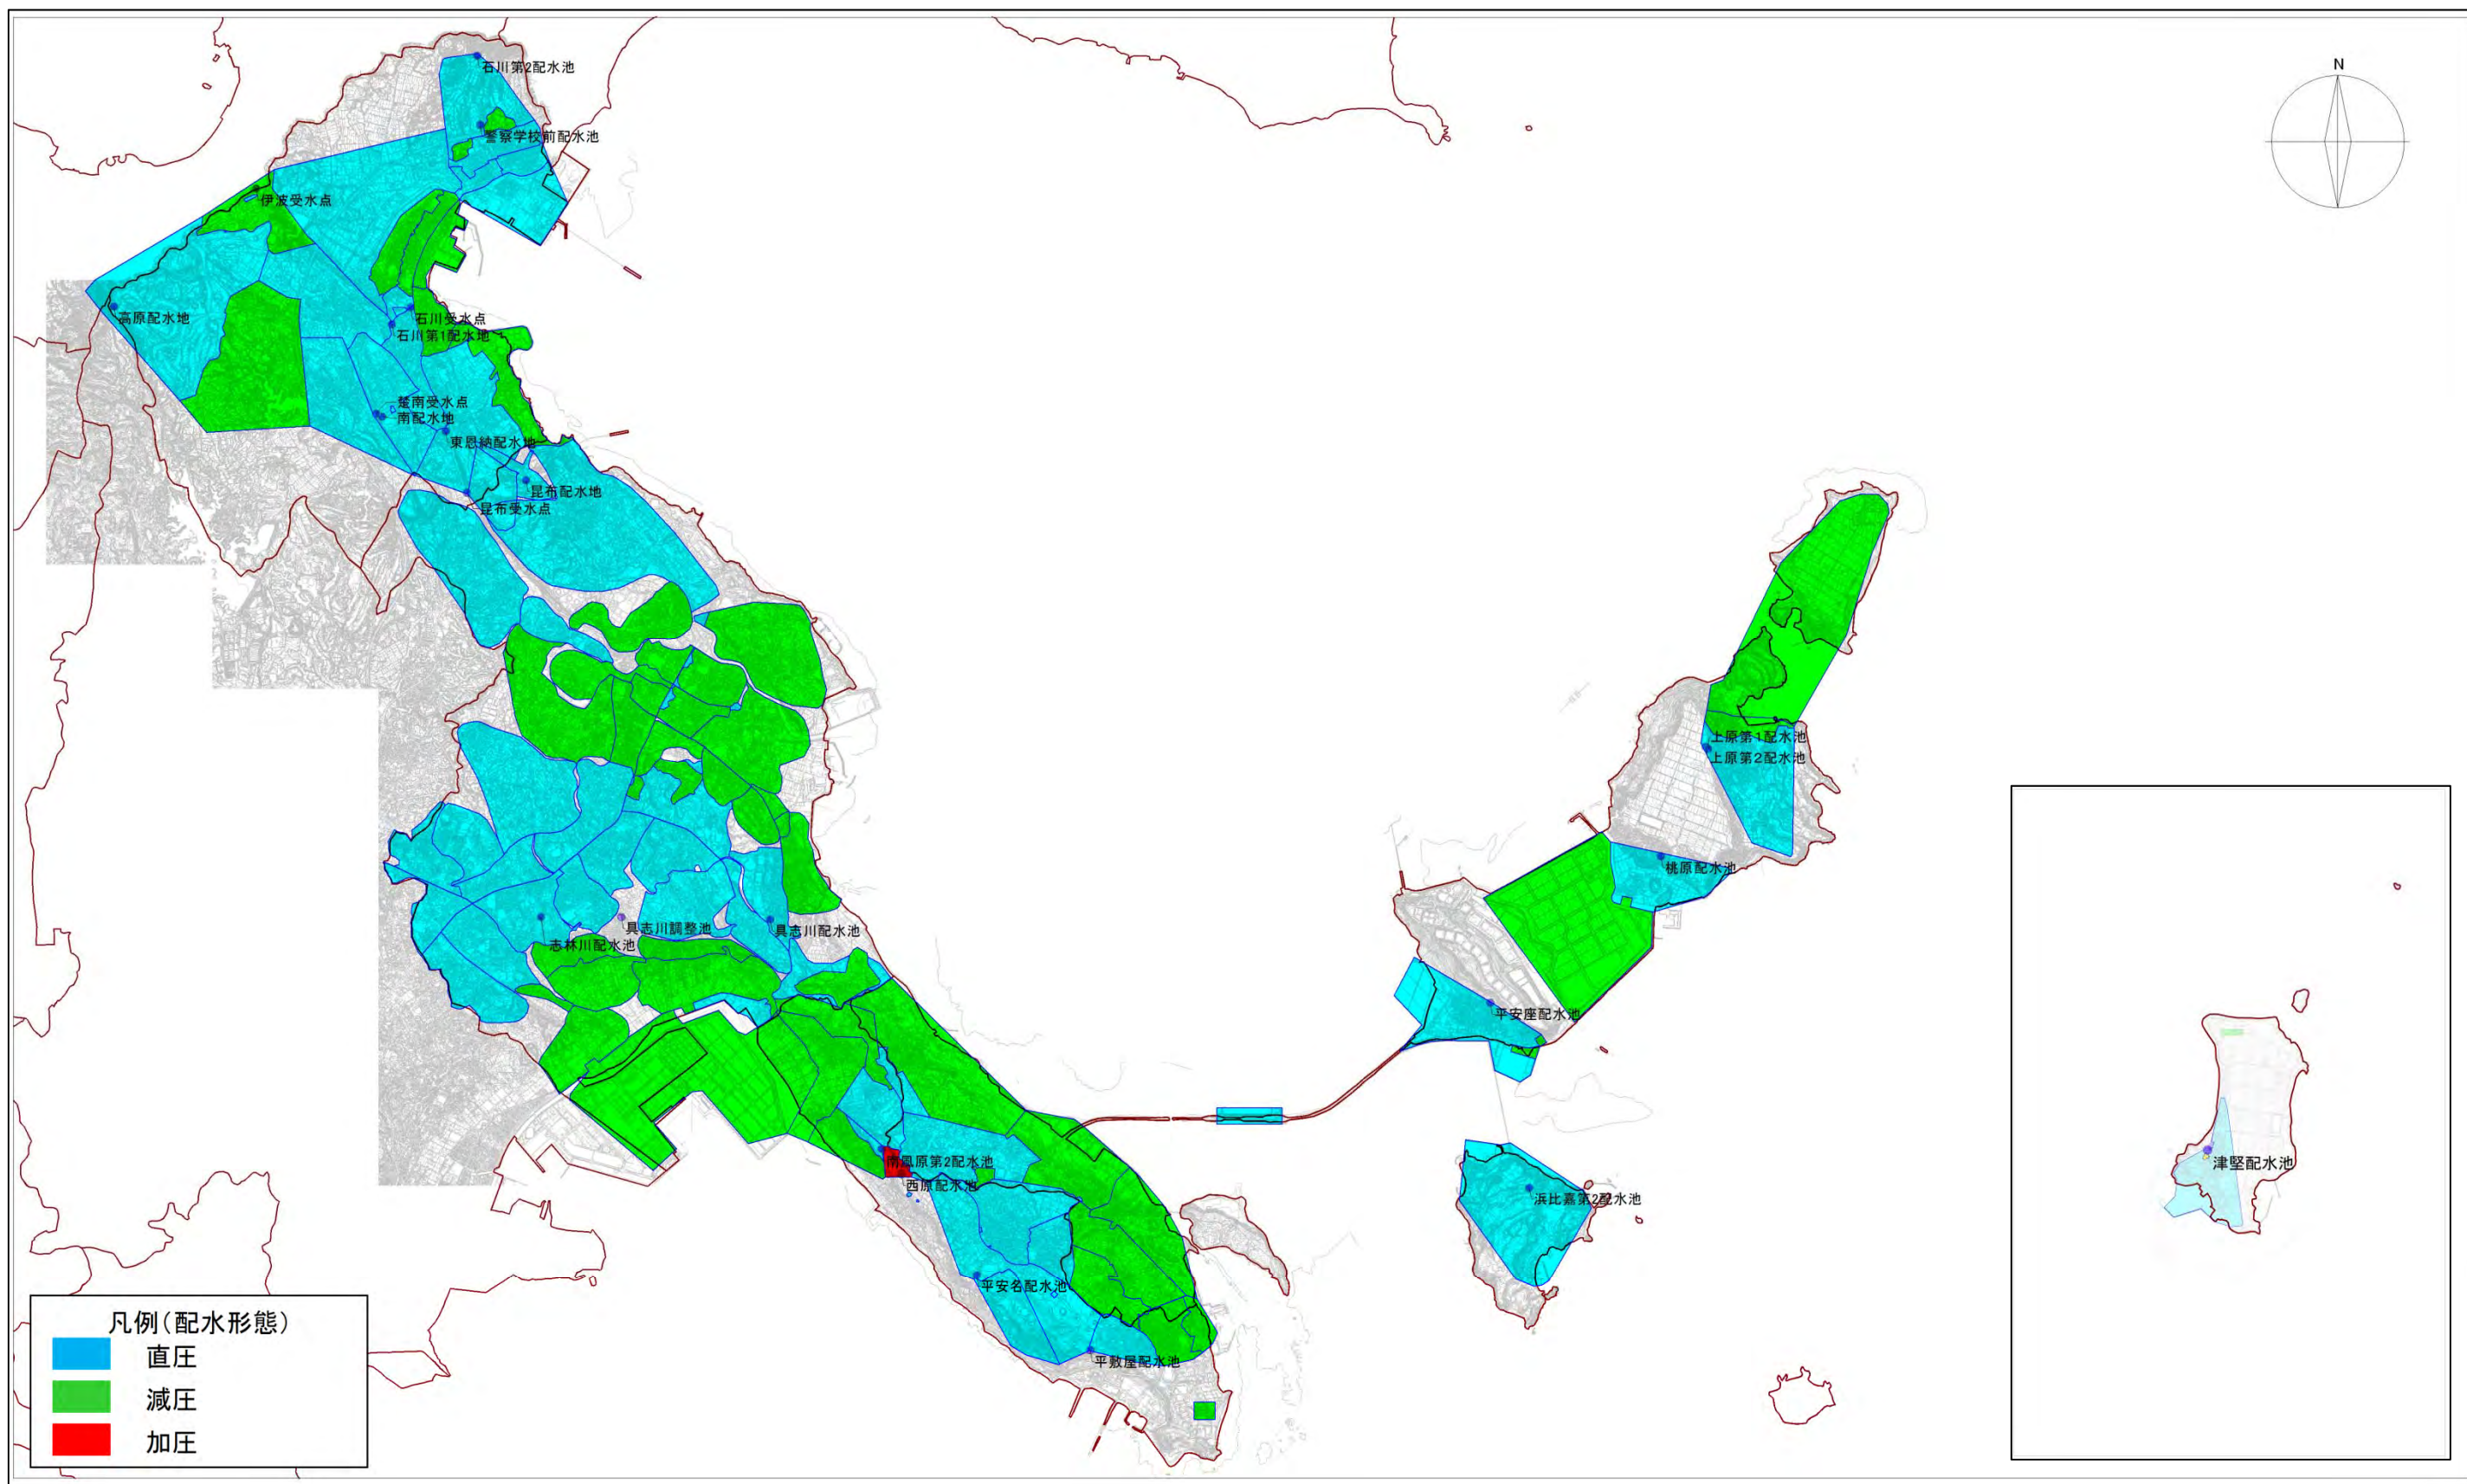 N
石川第2配水池
警察学校前配水池
伊波受水点
高原配水地
石川受水点
石川第1配水地
楚南受水点
南配水地
東恩納配水地
昆布配水地
昆布受水点
上原第1配水池
上原第2配水池
桃原配水池
具志川調整池
具志川配水池
志林川配水池
平安座配水池
南風原第2配水池
西原配水池
浜比嘉第2配水池
津堅配水池
平安名配水池
平敷屋配水池
凡例(配水形態)
直圧
減圧
加圧